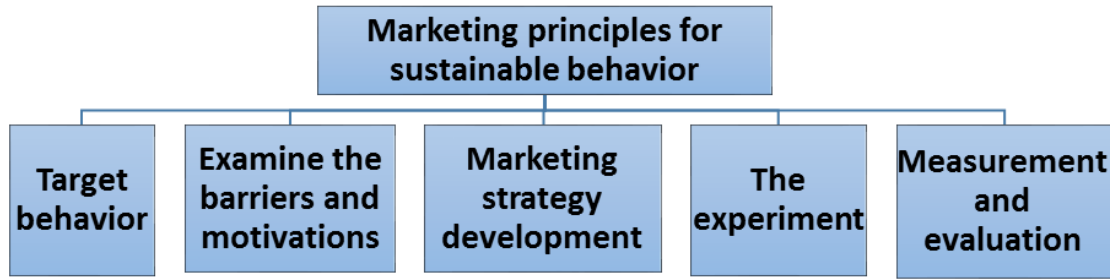 Marketing principles for
sustainable behavior
Target
behavior
Examine the
barriers and
motivations
Marketing
strategy
development
The
experiment
Measurement
and
evaluation